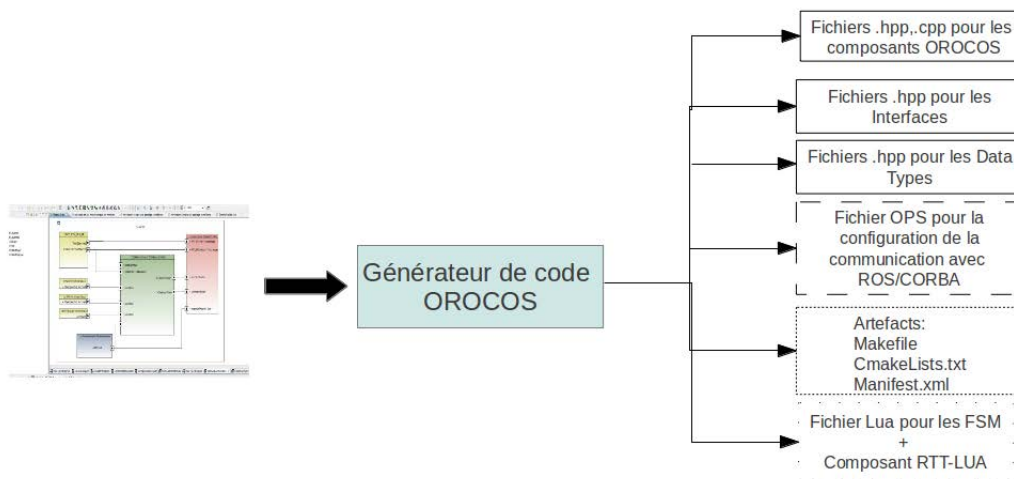 Générateur de code
OROCOS
Fichiers .hpp,.cpp pour les
composants OROCOS
Fichiers .hpp pour les
Interfaces
Fichiers .hpp pour les Data
Types
Fichier OPS pour la
configuration de la
communication avec
ROS/CORBA
Artefacts:
Makefile
CmakeLists.txt
Manifest.xml
Fichier Lua pour les FSM
+
Composant RTT-LUA